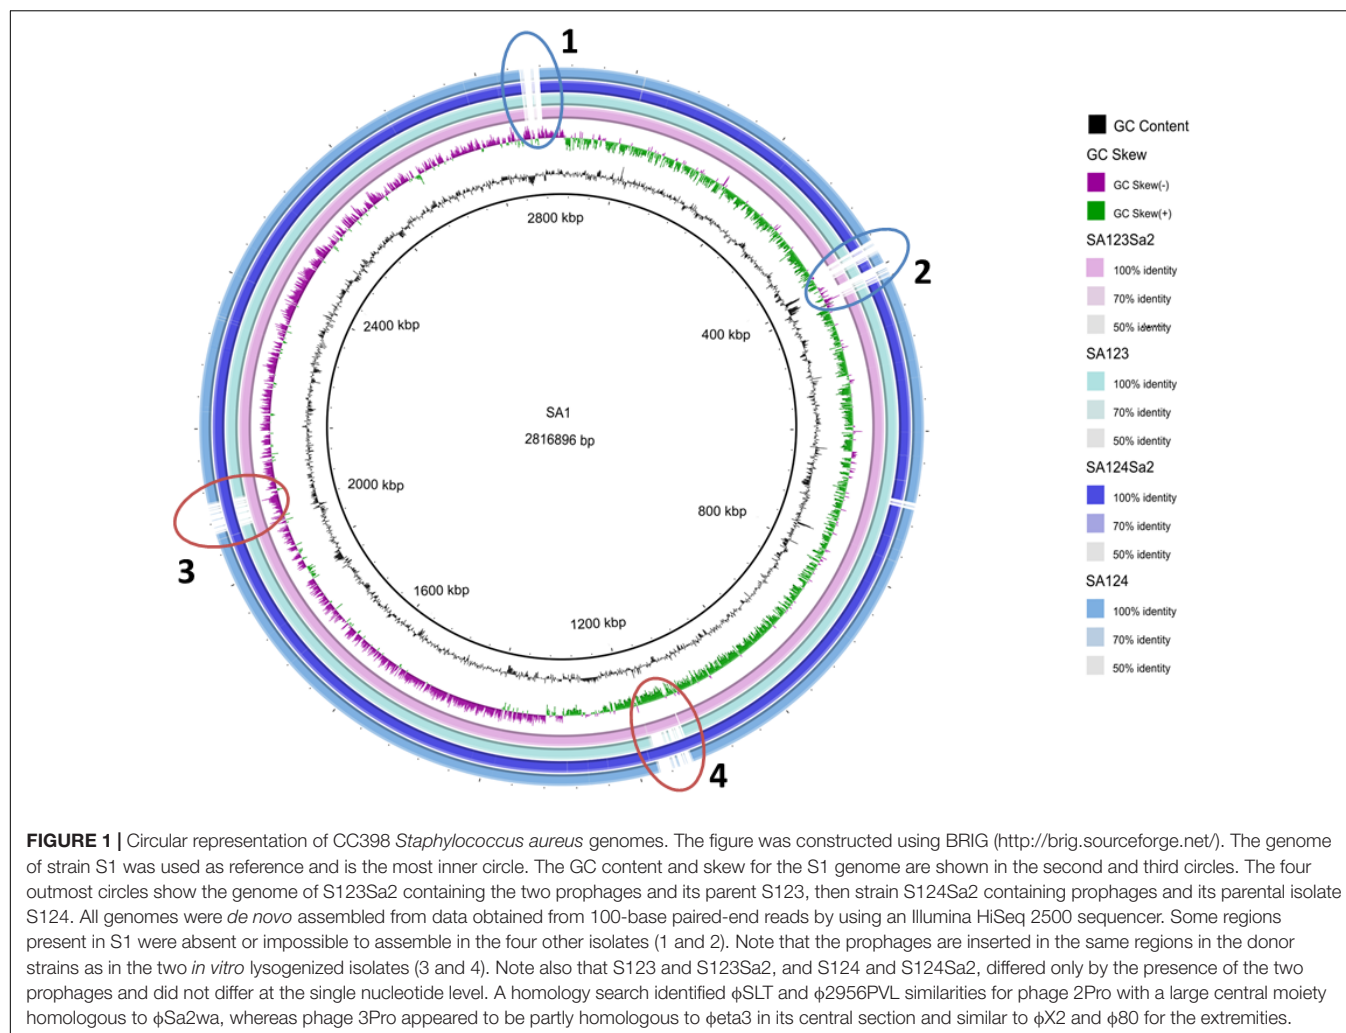 1
2
3
4
2800 kbp
400 kbp
800 kbp
1200 kbp
1600 kbp
2000 kbp
2400 kbp
SA1
2816896 bp
GC Content
GC Skew
GC Skew(-)
GC Skew(+)
SA123Sa2
100% identity
70% identity
50% identity
SA123
100% identity
70% identity
50% identity
SA124Sa2
100% identity
70% identity
50% identity
SA124
100% identity
70% identity
50% identity
FIGURE 1 | Circular representation of CC398 Staphylococcus aureus genomes. The figure was constructed using BRIG (http://brig.sourceforge.net/). The genome
of strain S1 was used as reference and is the most inner circle. The GC content and skew for the S1 genome are shown in the second and third circles. The four
outmost circles show the genome of S123Sa2 containing the two prophages and its parent S123, then strain S124Sa2 containing prophages and its parental isolate
S124. All genomes were de novo assembled from data obtained from 100-base paired-end reads by using an Illumina HiSeq 2500 sequencer. Some regions
present in S1 were absent or impossible to assemble in the four other isolates (1 and 2). Note that the prophages are inserted in the same regions in the donor
strains as in the two in vitro lysogenized isolates (3 and 4). Note also that S123 and S123Sa2, and S124 and S124Sa2, differed only by the presence of the two
prophages and did not differ at the single nucleotide level. A homology search identified ϕSLT and ϕ2956PVL similarities for phage 2Pro with a large central moiety
homologous to ϕSa2wa, whereas phage 3Pro appeared to be partly homologous to ϕeta3 in its central section and similar to ϕX2 and ϕ80 for the extremities.